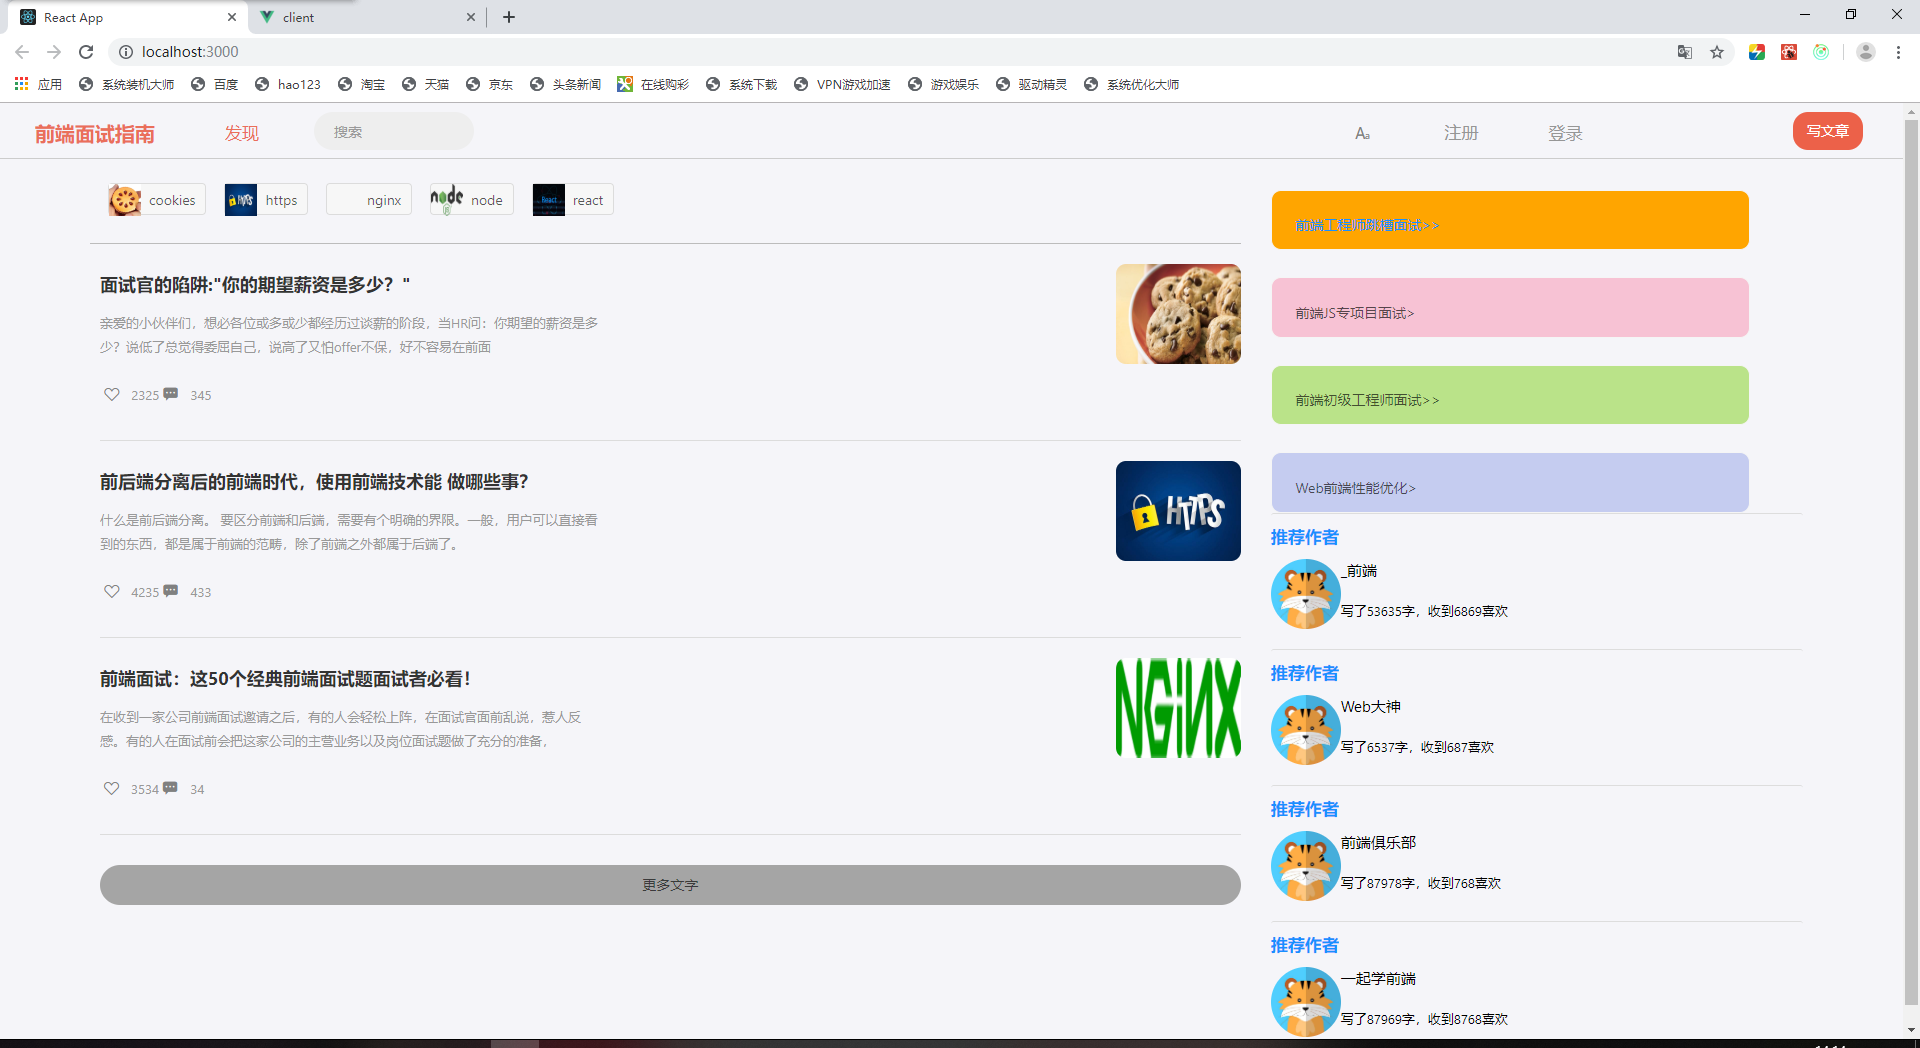 React App
client
localhost:3000
应用 系统装机大师 百度 hao123 淘宝 天猫 京东 头条新闻 在线购彩 系统下载 VPN游戏加速 游戏娱乐 驱动精灵 系统优化大师
前端面试指南 发现 搜索 Aa 注册 登录 写文章
cookies HTTPS https nginx node node React react
面试官的陷阱:"你的期望薪资是多少？"
亲爱的小伙伴们，想必各位或多或少都经历过谈薪的阶段，当HR问：你期望的薪资是多
少？说低了总觉得委屈自己，说高了又怕offer不保，好不容易在前面
2325 345
前后端分离后的前端时代，使用前端技术能 做哪些事？
什么是前后端分离。 要区分前端和后端，需要有个明确的界限。一般，用户可以直接看
到的东西，都是属于前端的范畴，除了前端之外都属于后端了。
HTTPS
4235 433
前端面试：这50个经典前端面试题面试者必看！
在收到一家公司前端面试邀请之后，有的人会轻松上阵，在面试官面前乱说，惹人反
感。有的人在面试前会把这家公司的主营业务以及岗位面试题做了充分的准备，
NGiNX
3534 34
更多文字
前端工程师跳槽面试>>
前端JS专项目面试>
前端初级工程师面试>>
Web前端性能优化>
推荐作者
_前端
写了53635字，收到6869喜欢
推荐作者
Web大神
写了6537字，收到687喜欢
推荐作者
前端俱乐部
写了87978字，收到768喜欢
推荐作者
一起学前端
写了87969字，收到8768喜欢